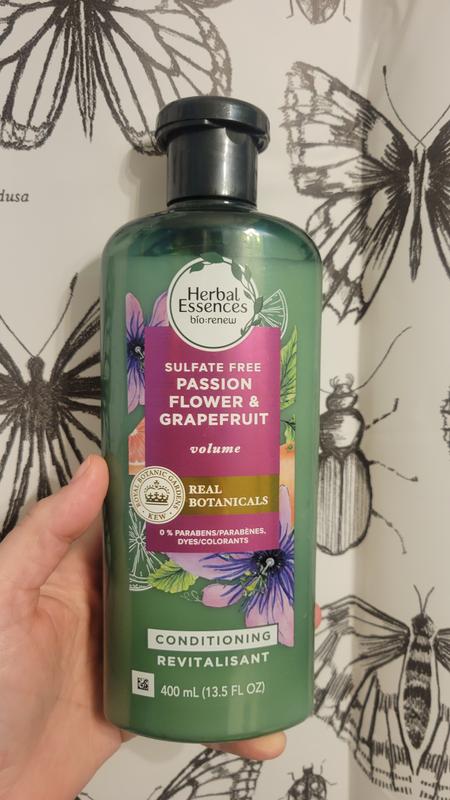 dusa
Herbal
Essences
bio:renew
SULFATE FREE
PASSION
FLOWER &
GRAPEFRUIT
volume
ROYAL BOTANIC GARDENS
KEW
REAL
BOTANICALS
0 % PARABENS/PARABÈNES,
DYES/COLORANTS
CONDITIONING
REVITALISANT
400 mL (13.5 FL OZ)